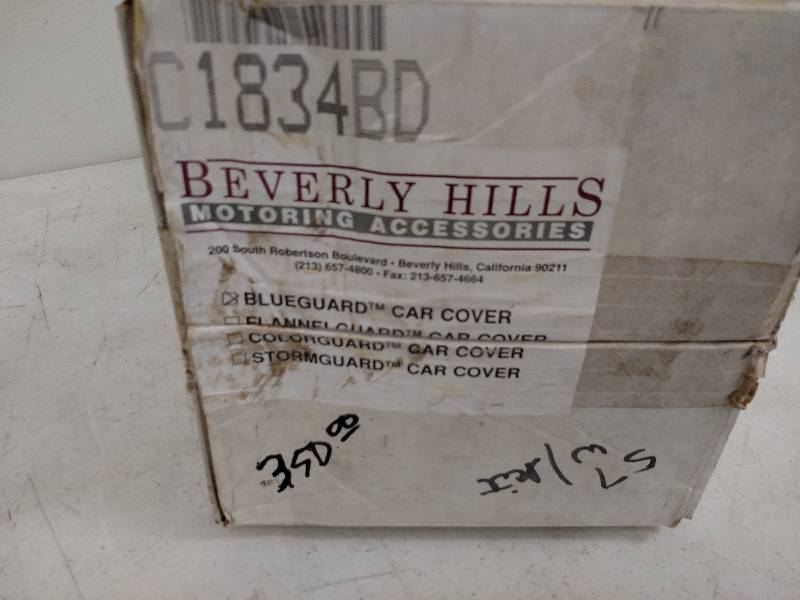 C1834BD
BEVERLY HILLS
MOTORING ACCESSORIES
200 South Robertson Boulevard • Beverly Hills, California 90211
(213) 657-4800 • Fax: 213-657-4664
☒ BLUEGUARD™ CAR COVER
☐ FLANNELGUARD™ CAR COVER
☐ COLORGUARD™ CAR COVER
☐ STORMGUARD™ CAR COVER
350.00